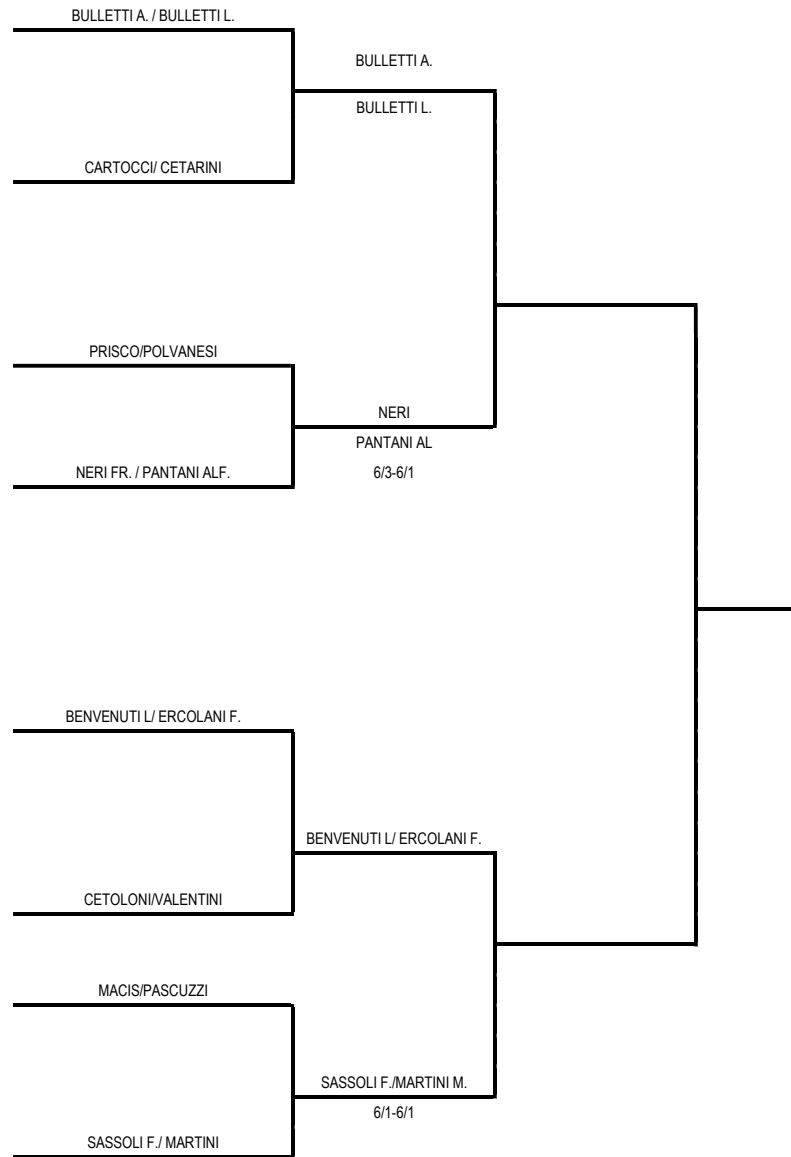 BULLETTI A. / BULLETTI L.
BULLETTI A.
BULLETTI L.
CARTOCCI/ CETARINI
PRISCO/POLVANESI
NERI
PANTANI AL
NERI FR. / PANTANI ALF.
6/3-6/1
BENVENUTI L/ ERCOLANI F.
BENVENUTI L/ ERCOLANI F.
CETOLONI/VALENTINI
MACIS/PASCUZZI
SASSOLI F./MARTINI M.
6/1-6/1
SASSOLI F./ MARTINI